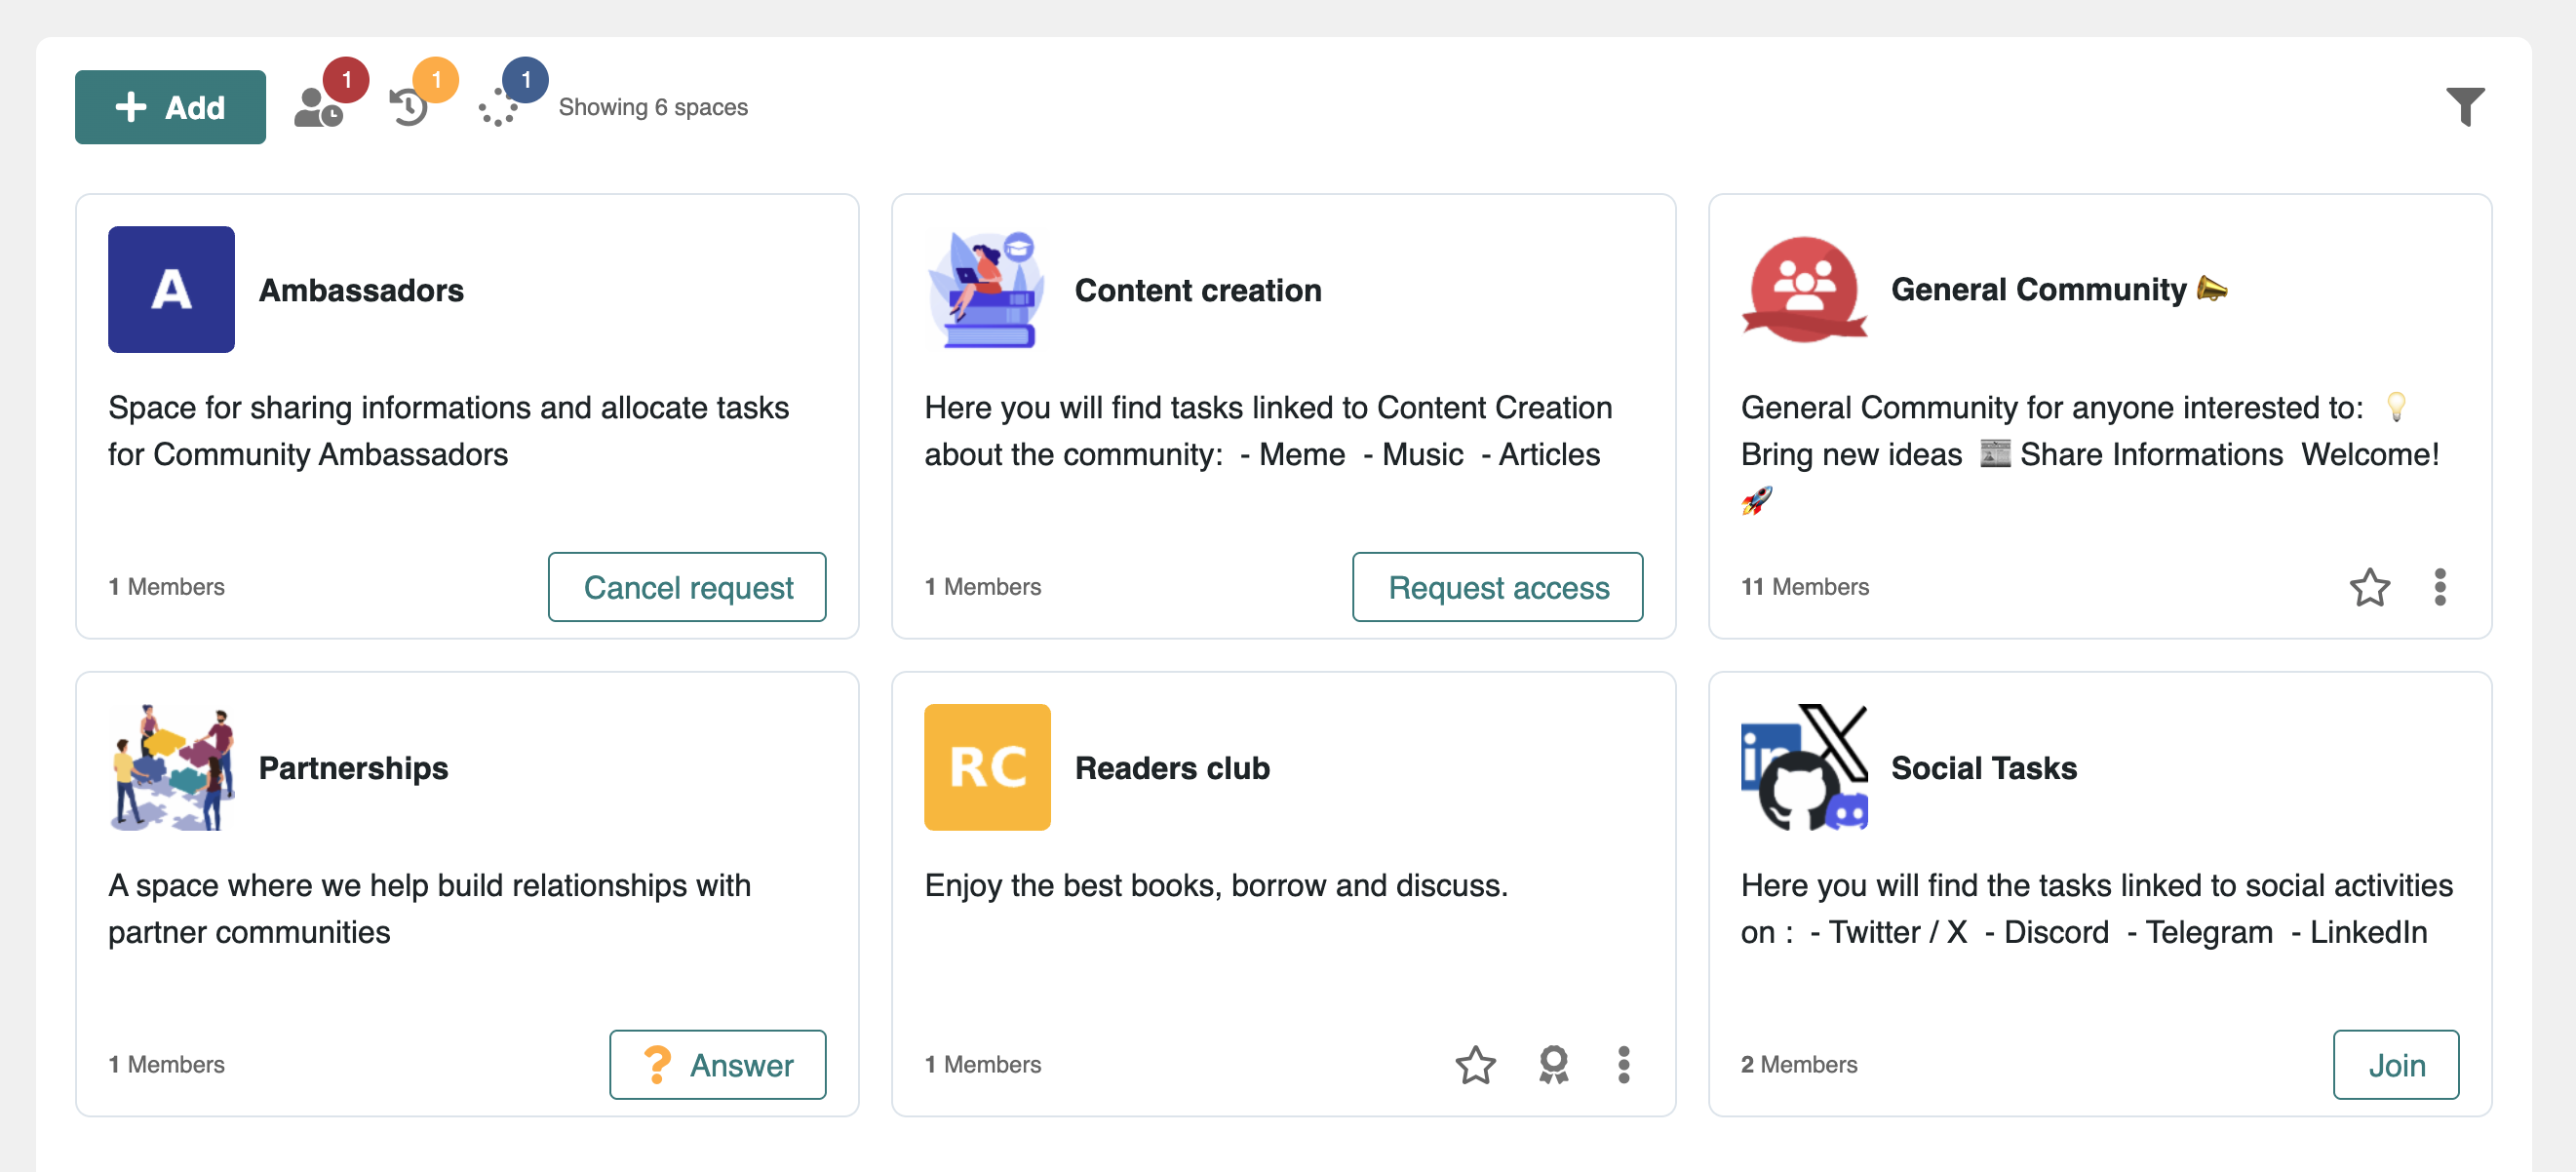 Add
1
1
1
Showing 6 spaces
A
Ambassadors
Space for sharing informations and allocate tasks
for Community Ambassadors
1 Members
Cancel request
Content creation
Here you will find tasks linked to Content Creation
about the community:  - Meme  - Music  - Articles
1 Members
Request access
General Community 📣
General Community for anyone interested to:  💡
Bring new ideas  📰 Share Informations  Welcome!
🚀
11 Members
Partnerships
A space where we help build relationships with
partner communities
1 Members
? Answer
RC
Readers club
Enjoy the best books, borrow and discuss.
1 Members
in
X
Social Tasks
Here you will find the tasks linked to social activities
on :  - Twitter / X  - Discord  - Telegram  - LinkedIn
2 Members
Join